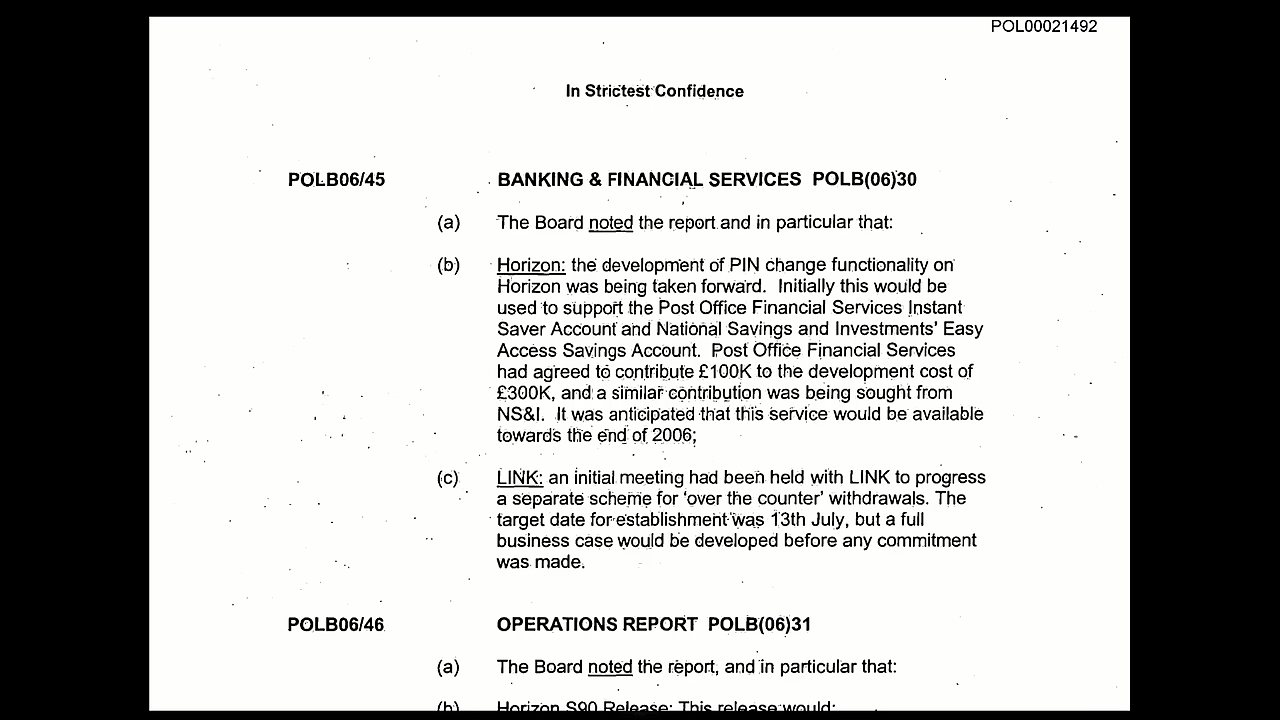 POL00021492
In Strictest Confidence
POLB06/45 BANKING & FINANCIAL SERVICES POLB(06)30
(a) The Board noted the report and in particular that:
(b) Horizon: the development of PIN change functionality on
Horizon was being taken forward. Initially this would be
used to support the Post Office Financial Services Instant
Saver Account and National Savings and Investments' Easy
Access Savings Account. Post Office Financial Services
had agreed to contribute £100K to the development cost of
£300K, and a similar contribution was being sought from
NS&I. It was anticipated that this service would be available
towards the end of 2006;
(c) LINK: an initial meeting had been held with LINK to progress
a separate scheme for 'over the counter' withdrawals. The
target date for establishment was 13th July, but a full
business case would be developed before any commitment
was made.
POLB06/46 OPERATIONS REPORT POLB(06)31
(a) The Board noted the report, and in particular that:
(b) Horizon S90 Release: This release would: